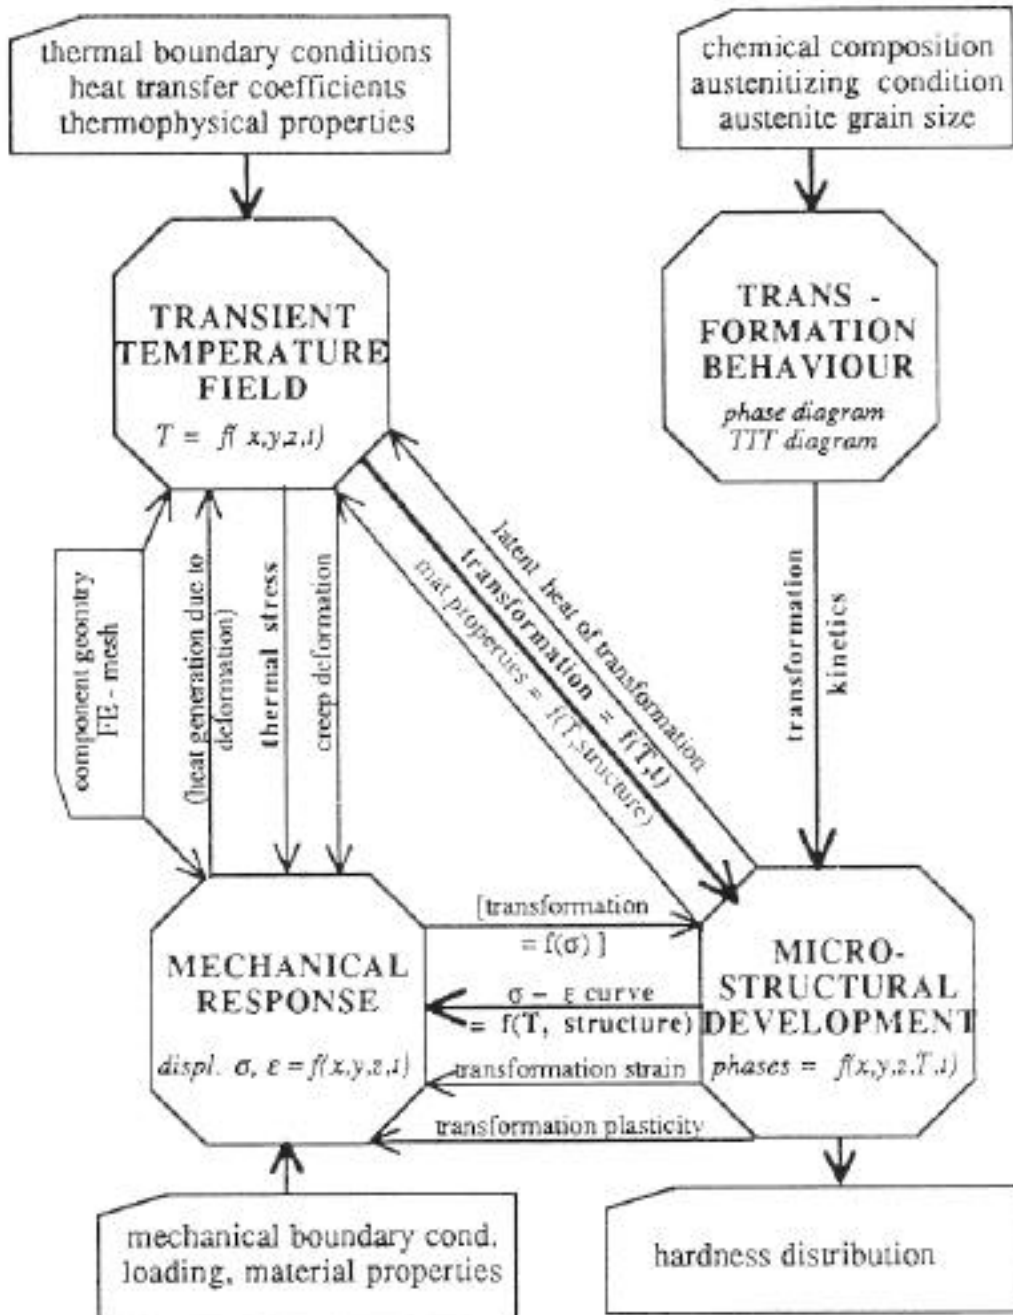 thermal boundary conditions
heat transfer coefficients
thermophysical properties
chemical composition
austenitizing condition
austenite grain size
TRANSIENT
TEMPERATURE
FIELD
T = f( x,y,z,t)
TRANS -
FORMATION
BEHAVIOUR
phase diagram
TTT diagram
component geometry
FE - mesh
(heat generation due to
deformation)
thermal stress
creep deformation
latent heat of transformation
transformation = f(T,t)
mat.properties = f(T,structure)
transformation
kinetics
[transformation
= f(σ) ]
σ – ε curve
= f(T, structure)
transformation strain
transformation plasticity
MECHANICAL
RESPONSE
displ. σ, ε = f(x,y,z,t)
MICRO-
STRUCTURAL
DEVELOPMENT
phases = f(x,y,z,T,t)
mechanical boundary cond.
loading, material properties
hardness distribution